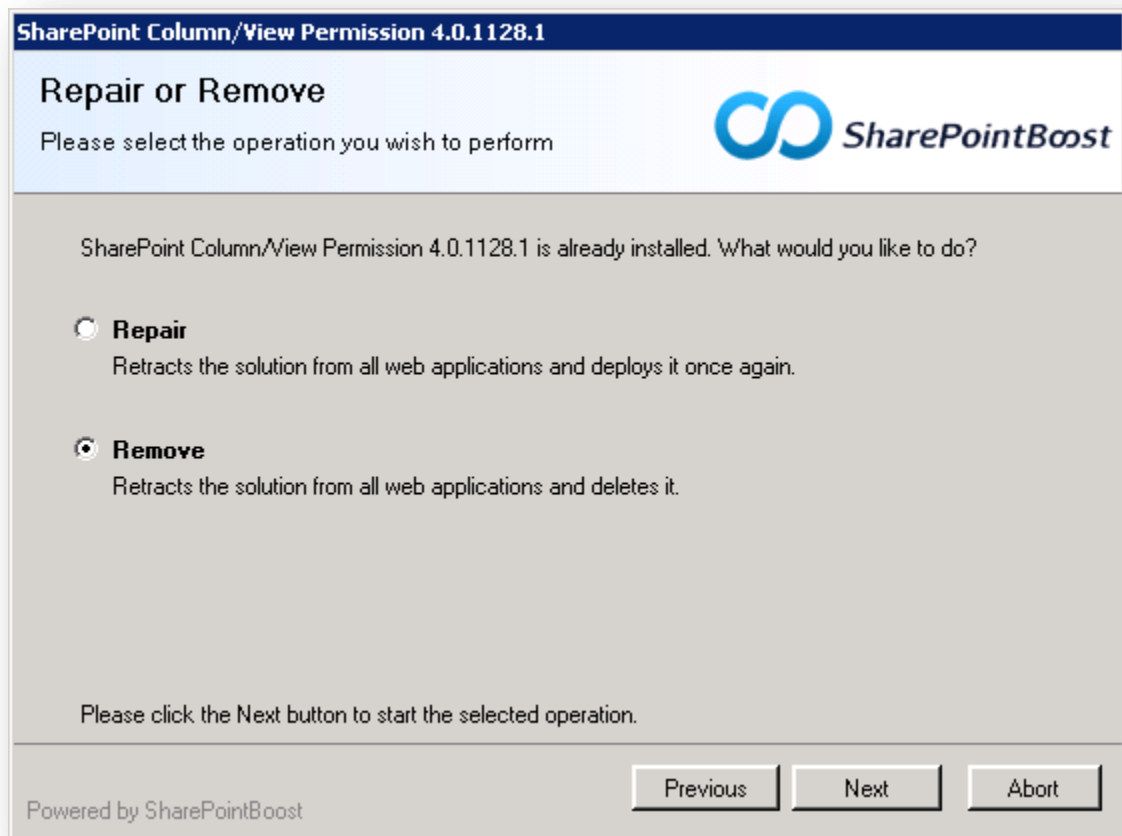 SharePoint Column/View Permission 4.0.1128.1
Repair or Remove
Please select the operation you wish to perform
SharePointBoost
SharePoint Column/View Permission 4.0.1128.1 is already installed. What would you like to do?
Repair
Retracts the solution from all web applications and deploys it once again.
Remove
Retracts the solution from all web applications and deletes it.
Please click the Next button to start the selected operation.
Previous Next Abort
Powered by SharePointBoost